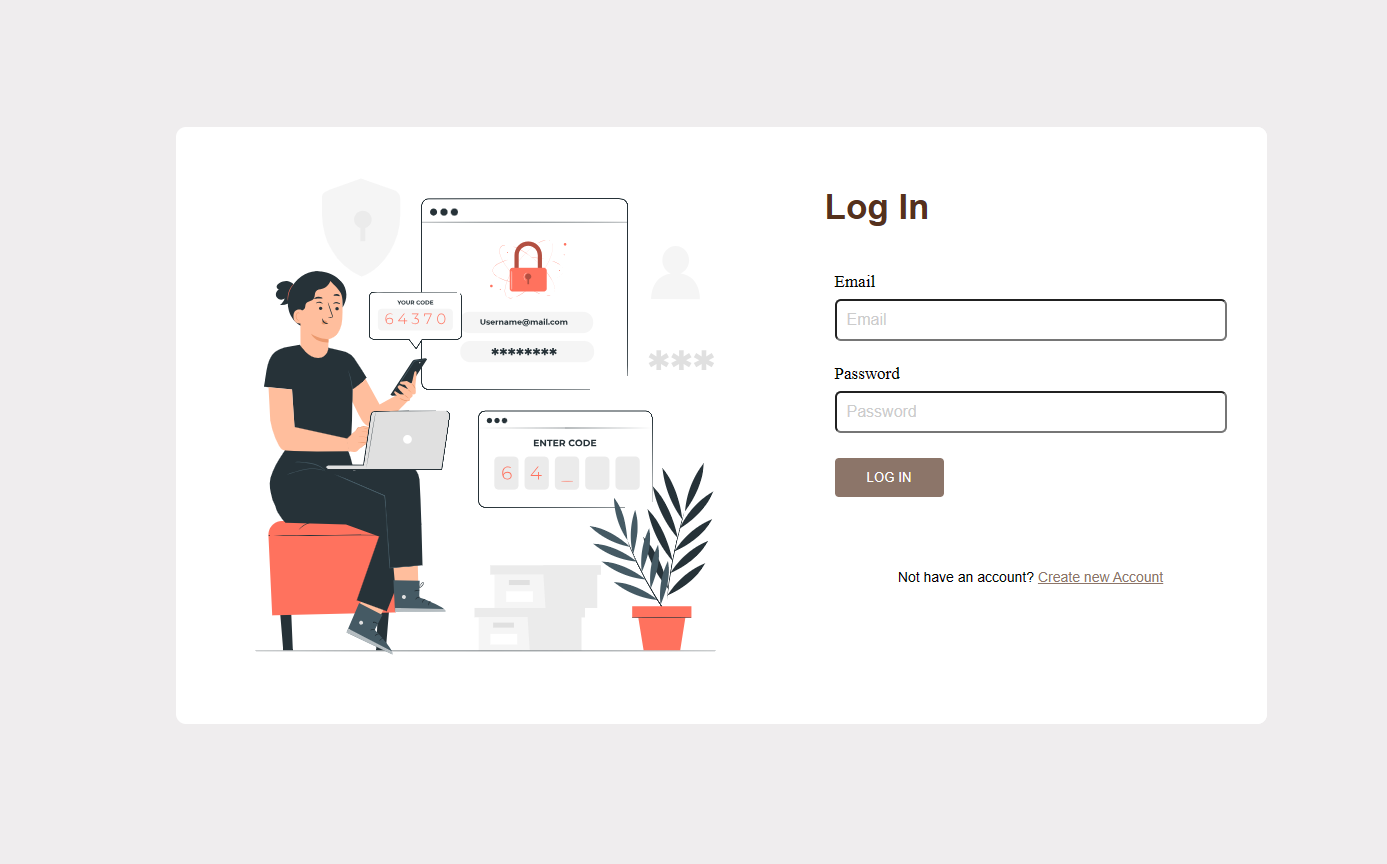 Log In
YOUR CODE
64370
Username@mail.com
✱✱✱✱✱✱✱✱
✱✱✱
ENTER CODE
6 4 _
Email
Email
Password
Password
LOG IN
Not have an account? Create new Account